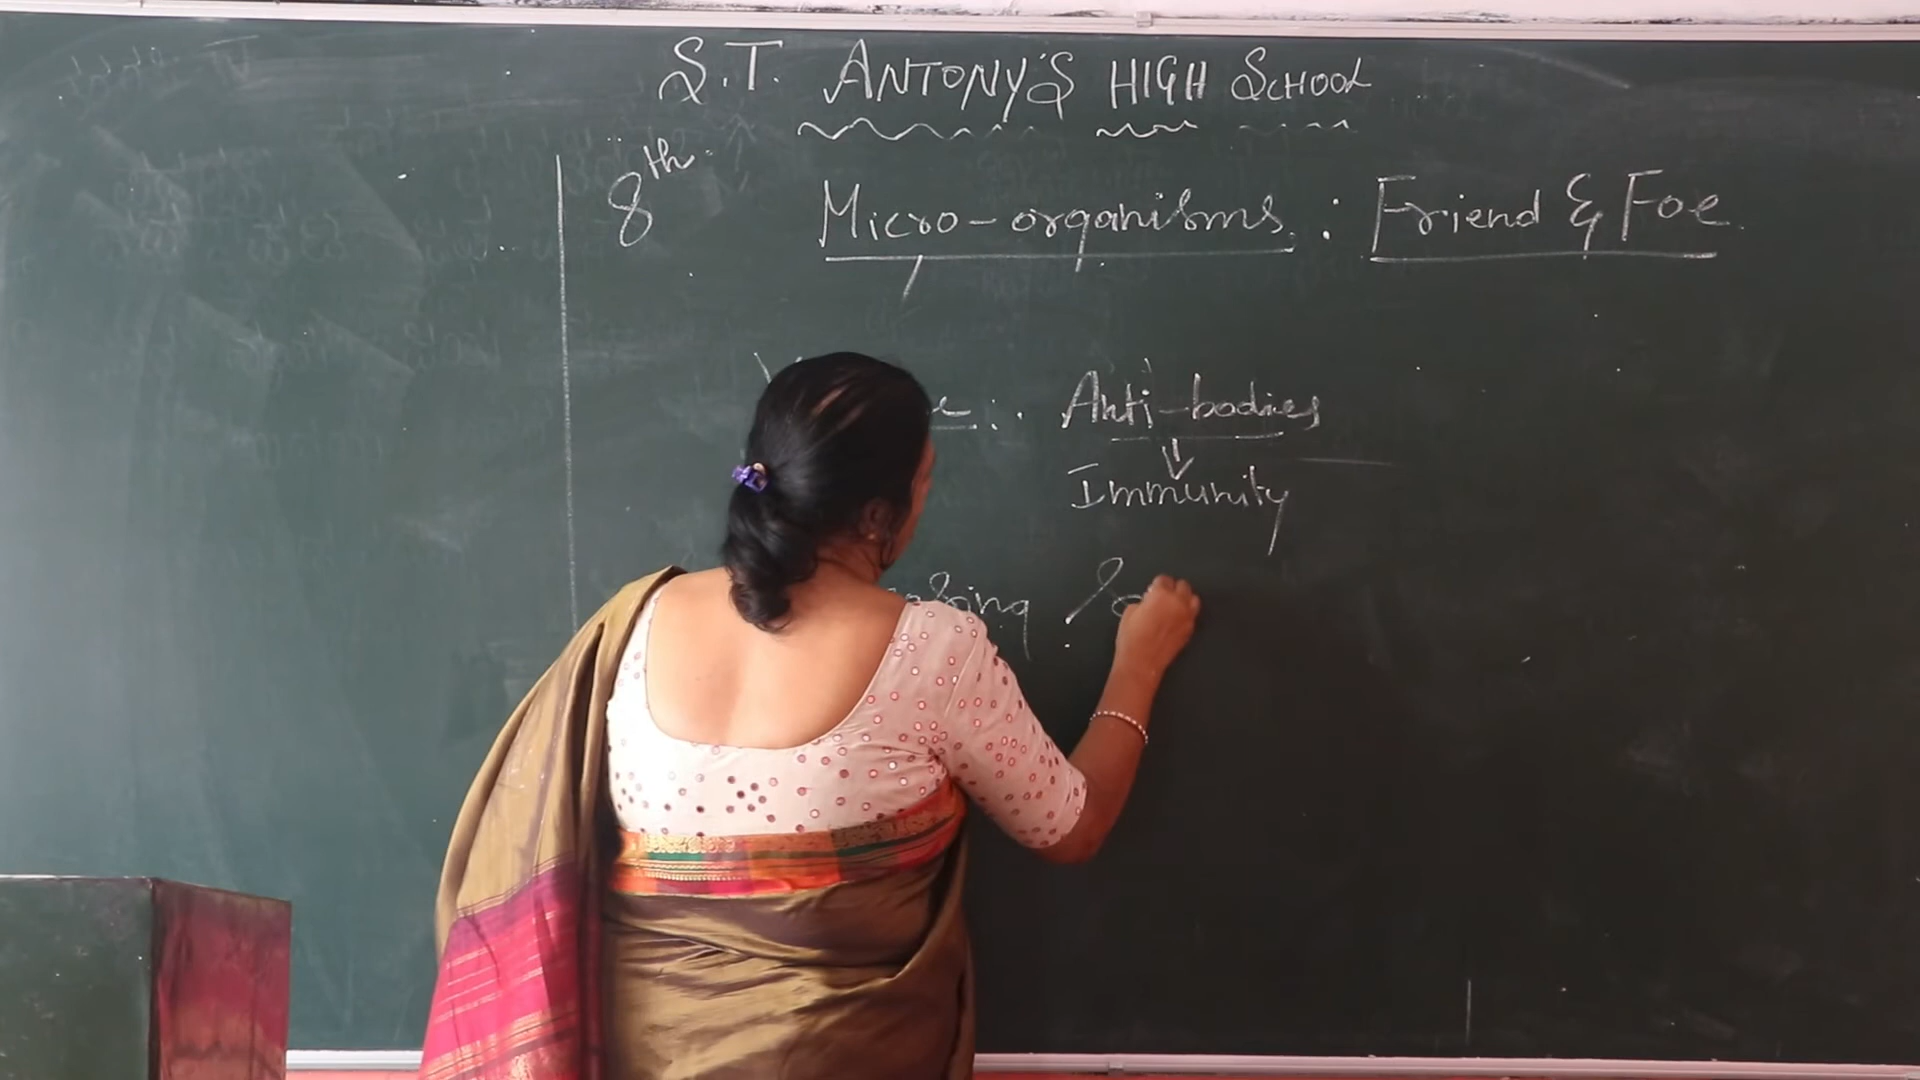 S.T. ANTONY'S HIGH SCHOOL
8th Micro-organisms : Friend & Foe
Anti-bodies
Immunity